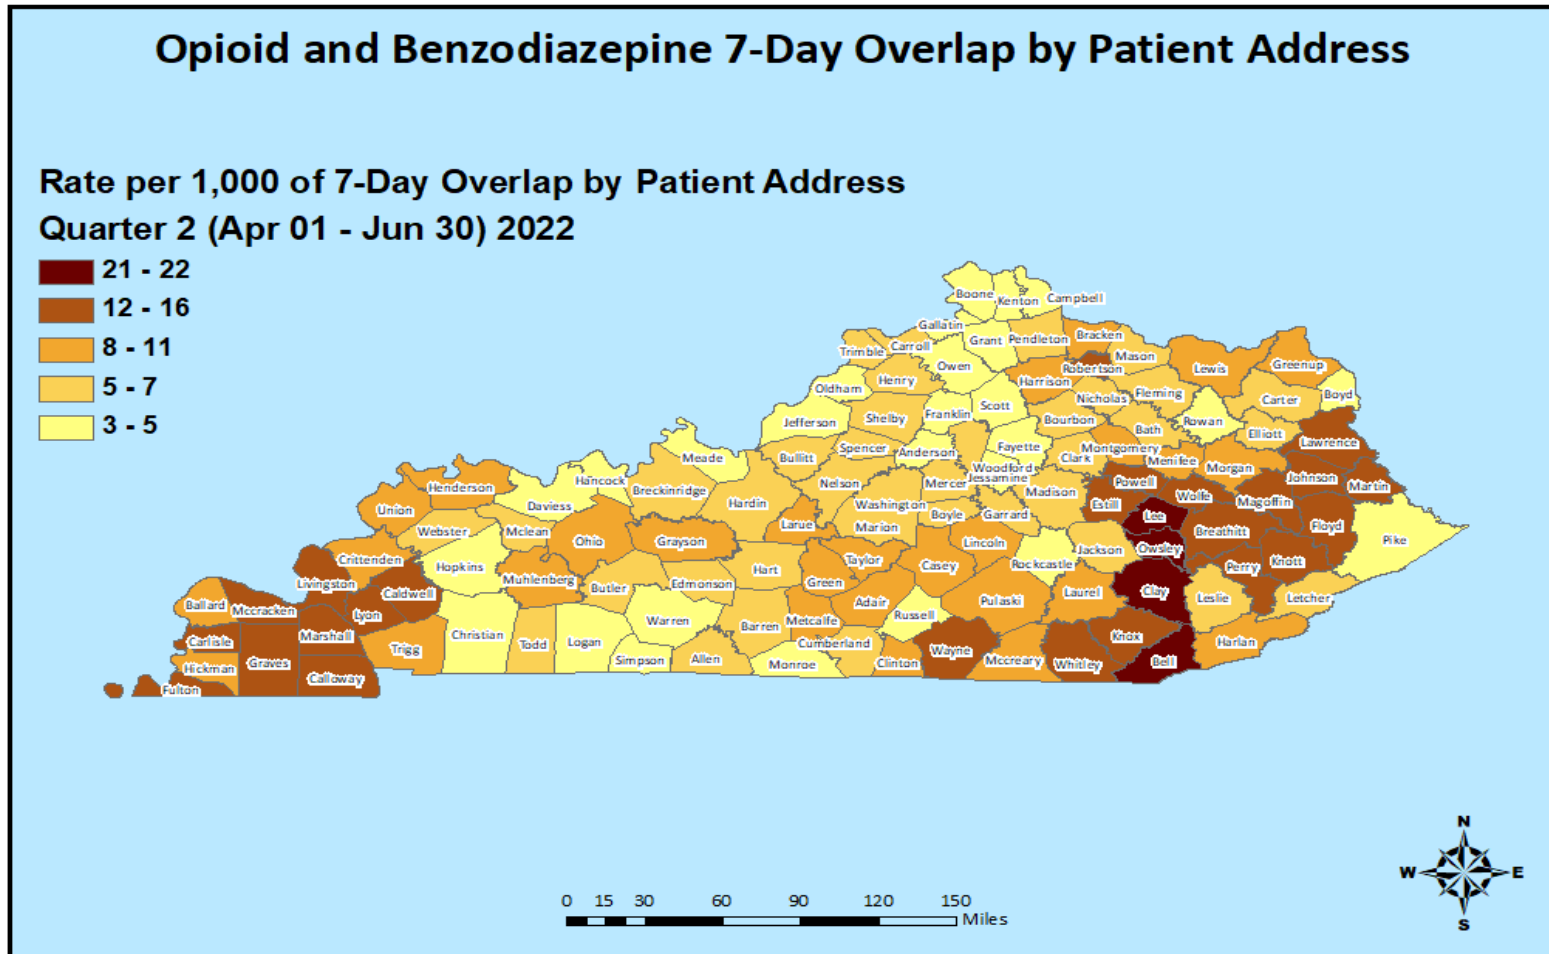 Opioid and Benzodiazepine 7-Day Overlap by Patient Address
Rate per 1,000 of 7-Day Overlap by Patient Address
Quarter 2 (Apr 01 - Jun 30) 2022
21 - 22
12 - 16
8 - 11
5 - 7
3 - 5
Boone
Kenton
Campbell
Gallatin
Grant
Pendleton
Bracken
Trimble
Carroll
Owen
Robertson
Mason
Lewis
Greenup
Oldham
Henry
Harrison
Nicholas
Fleming
Carter
Boyd
Jefferson
Shelby
Franklin
Scott
Bourbon
Bath
Rowan
Elliott
Lawrence
Meade
Bullitt
Spencer
Anderson
Fayette
Woodford
Jessamine
Clark
Montgomery
Menifee
Morgan
Johnson
Martin
Henderson
Hancock
Daviess
Breckinridge
Hardin
Nelson
Mercer
Madison
Powell
Estill
Wolfe
Magoffin
Union
Webster
Mclean
Ohio
Grayson
Larue
Washington
Marion
Boyle
Garrard
Lee
Breathitt
Floyd
Pike
Crittenden
Hopkins
Muhlenberg
Butler
Edmonson
Hart
Green
Taylor
Casey
Lincoln
Rockcastle
Jackson
Owsley
Perry
Knott
Livingston
Caldwell
Lyon
Ballard
Mccracken
Warren
Barren
Metcalfe
Adair
Russell
Pulaski
Laurel
Clay
Leslie
Letcher
Carlisle
Marshall
Trigg
Christian
Todd
Logan
Simpson
Allen
Monroe
Cumberland
Clinton
Wayne
Mccreary
Whitley
Knox
Bell
Harlan
Hickman
Graves
Calloway
Fulton
N
W
E
S
0 15 30 60 90 120 150
Miles